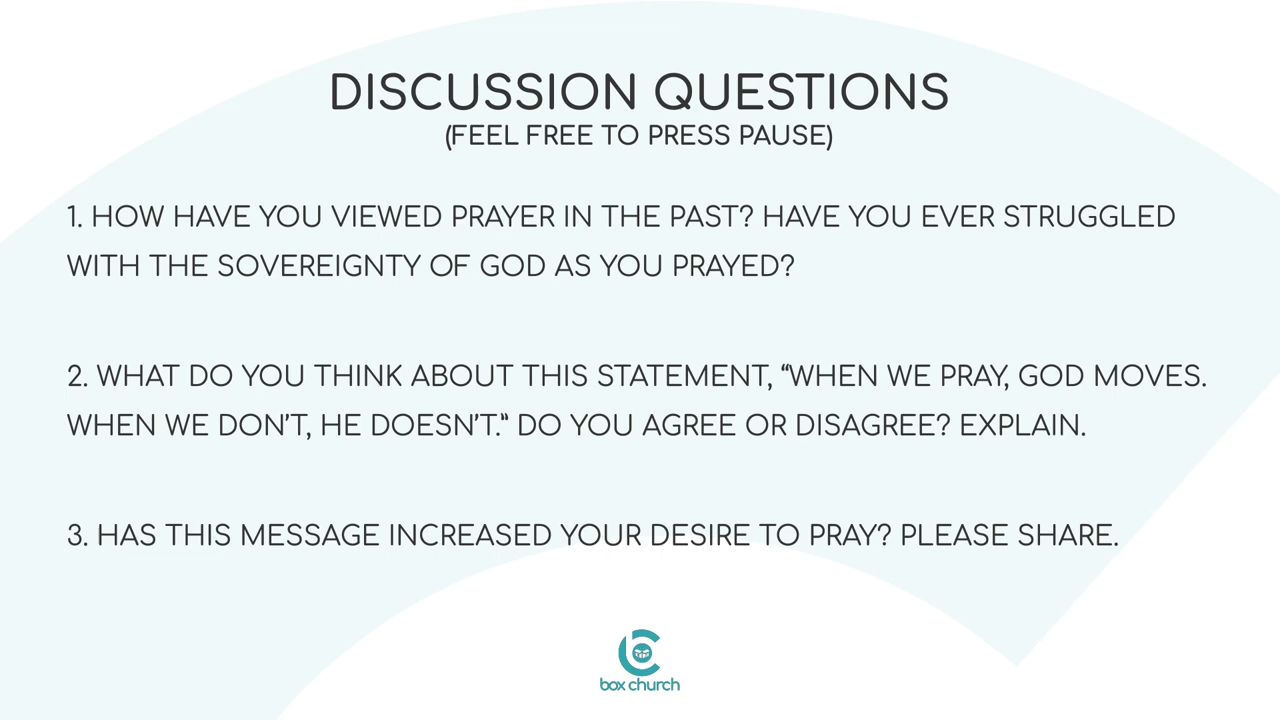 DISCUSSION QUESTIONS
(FEEL FREE TO PRESS PAUSE)
1. HOW HAVE YOU VIEWED PRAYER IN THE PAST? HAVE YOU EVER STRUGGLED
WITH THE SOVEREIGNTY OF GOD AS YOU PRAYED?
2. WHAT DO YOU THINK ABOUT THIS STATEMENT, “WHEN WE PRAY, GOD MOVES.
WHEN WE DON’T, HE DOESN’T.” DO YOU AGREE OR DISAGREE? EXPLAIN.
3. HAS THIS MESSAGE INCREASED YOUR DESIRE TO PRAY? PLEASE SHARE.
box church